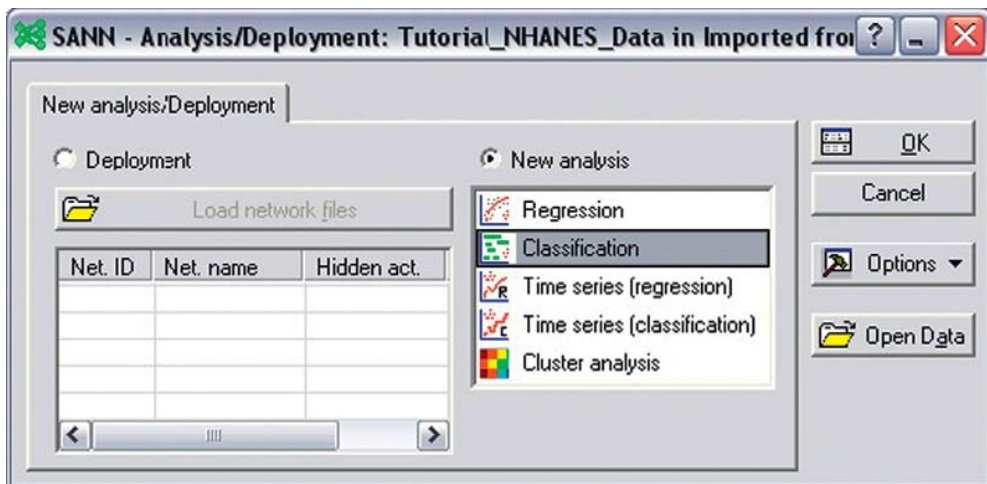 SANN - Analysis/Deployment: Tutorial_NHANES_Data in Imported fro
New analysis/Deployment
Deployment
Load network files
Net. ID Net. name Hidden act.
New analysis
Regression
Classification
Time series (regression)
Time series (classification)
Cluster analysis
OK
Cancel
Options
Open Data